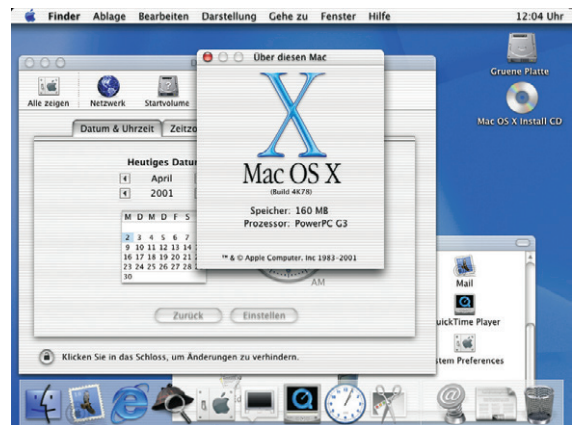 Finder Ablage Bearbeiten Darstellung Gehe zu Fenster Hilfe 12:04 Uhr
Über diesen Mac
Gruene Platte
Alle zeigen Netzwerk Startvolume
Mac OS X Install CD
Datum & Uhrzeit
Heutiges Datu
April
2001
Mac OS X
(Build 4K78)
Speicher: 160 MB
Prozessor: PowerPC G3
™ & © Apple Computer, Inc 1983-2001
M D M D F S
2 3 4 5 6 7
9 10 11 12 13 14
16 17 18 19 20 21
23 24 25 26 27 28
30
AM
Mail
Zurück Einstellen
uickTime Player
stem Preferences
Klicken Sie in das Schloss, um Änderungen zu verhindern.